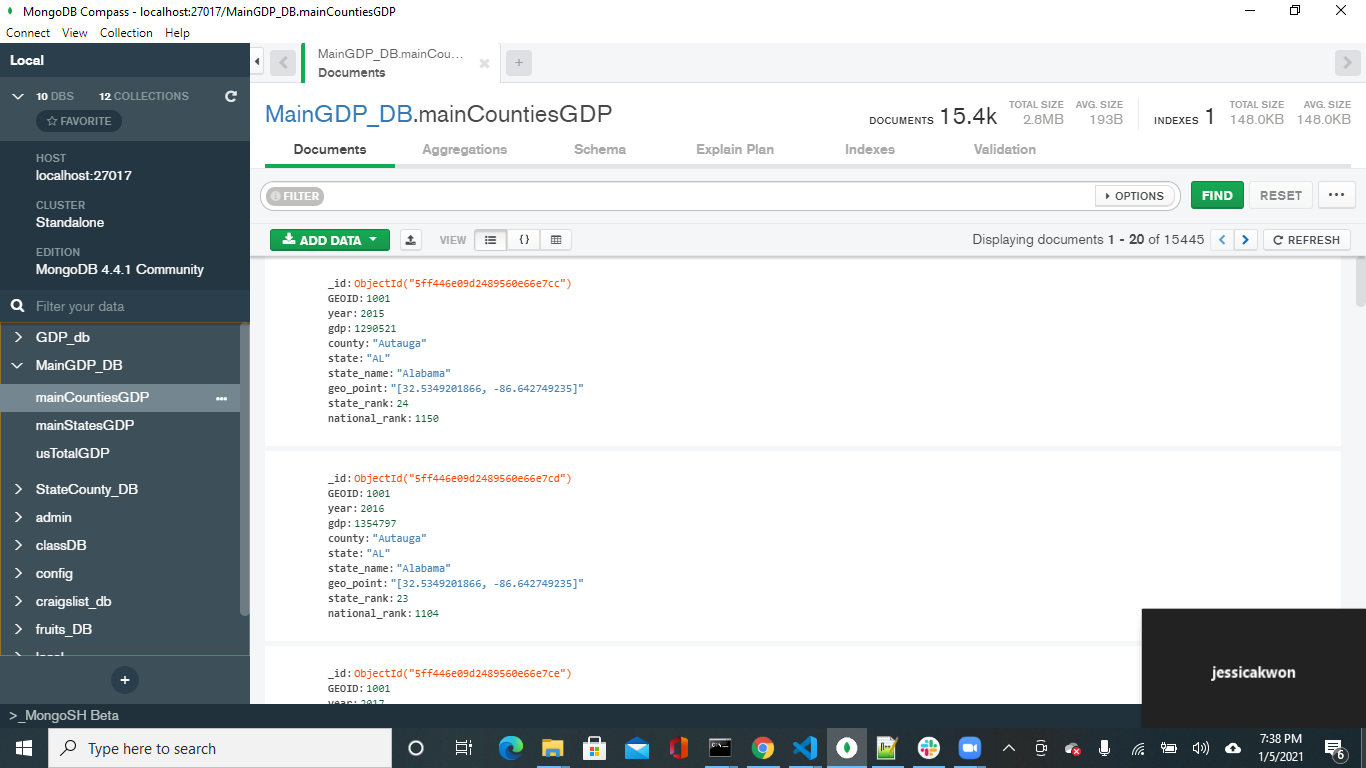 MongoDB Compass - localhost:27017/MainGDP_DB.mainCountiesGDP
Connect View Collection Help
Local
10 DBS 12 COLLECTIONS
FAVORITE
HOST
localhost:27017
CLUSTER
Standalone
EDITION
MongoDB 4.4.1 Community
Filter your data
GDP_db
MainGDP_DB
mainCountiesGDP
mainStatesGDP
usTotalGDP
StateCounty_DB
admin
classDB
config
craigslist_db
fruits_DB
local
MainGDP_DB.mainCou...
Documents
MainGDP_DB.mainCountiesGDP
DOCUMENTS 15.4k TOTAL SIZE 2.8MB AVG. SIZE 193B INDEXES 1 TOTAL SIZE 148.0KB AVG. SIZE 148.0KB
Documents Aggregations Schema Explain Plan Indexes Validation
FILTER OPTIONS FIND RESET ...
ADD DATA VIEW {} Displaying documents 1 - 20 of 15445 < > REFRESH
_id: ObjectId("5ff446e09d2489560e66e7cc")
GEOID: 1001
year: 2015
gdp: 1290521
county: "Autauga"
state: "AL"
state_name: "Alabama"
geo_point: "[32.5349201866, -86.642749235]"
state_rank: 24
national_rank: 1150
_id: ObjectId("5ff446e09d2489560e66e7cd")
GEOID: 1001
year: 2016
gdp: 1354797
county: "Autauga"
state: "AL"
state_name: "Alabama"
geo_point: "[32.5349201866, -86.642749235]"
state_rank: 23
national_rank: 1104
_id: ObjectId("5ff446e09d2489560e66e7ce")
GEOID: 1001
year: 2017
jessicakwon
>_MongoSH Beta
Type here to search
7:38 PM
1/5/2021
6